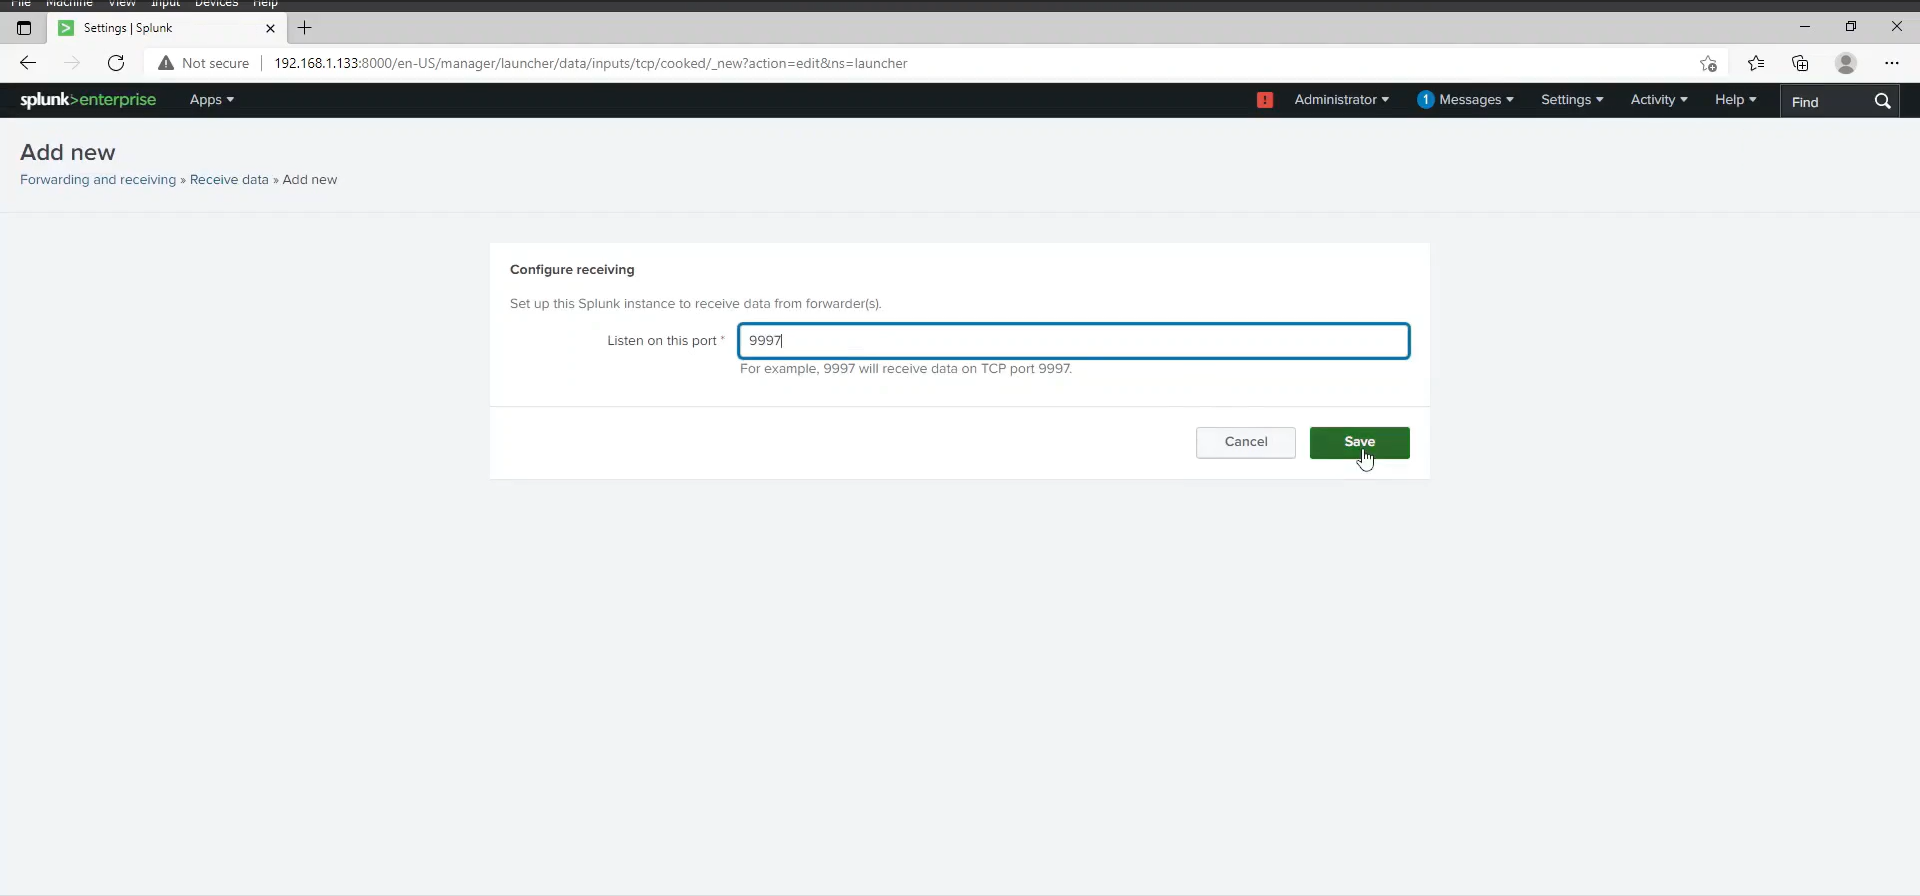 File Machine View Input Devices Help
Settings | Splunk
Not secure 192.168.1.133:8000/en-US/manager/launcher/data/inputs/tcp/cooked/_new?action=edit&ns=launcher
splunk>enterprise Apps ! Administrator 1 Messages Settings Activity Help Find
Add new
Forwarding and receiving » Receive data » Add new
Configure receiving
Set up this Splunk instance to receive data from forwarder(s).
Listen on this port * 9997
For example, 9997 will receive data on TCP port 9997.
Cancel Save